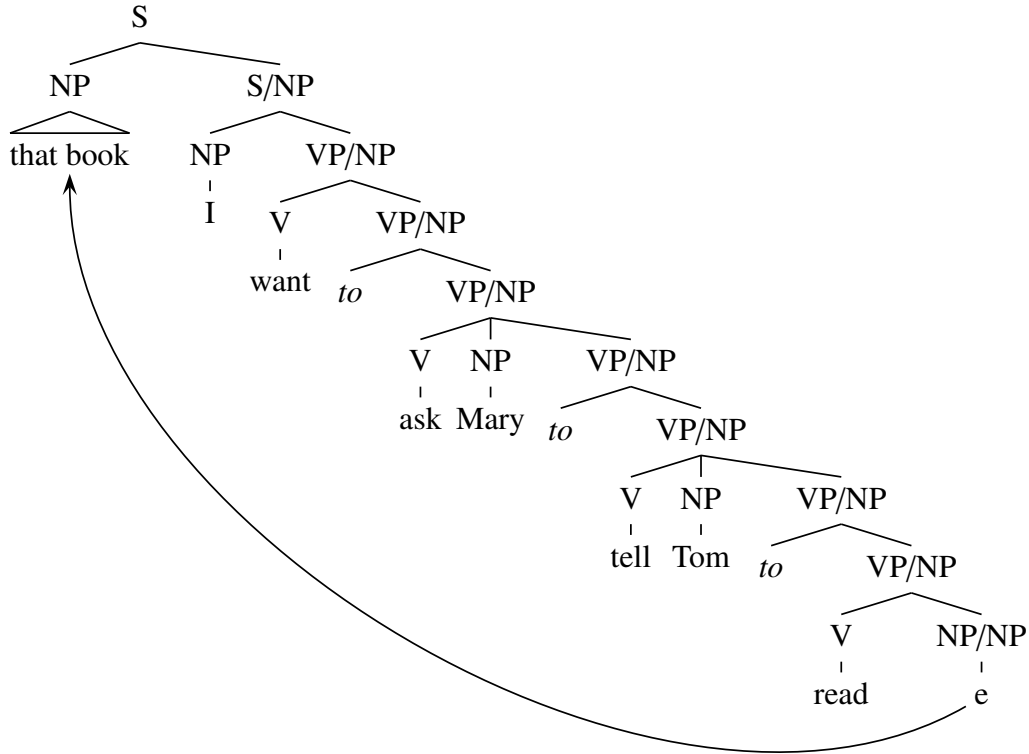 S
NP S/NP
that book NP VP/NP
I V VP/NP
want to VP/NP
V NP VP/NP
ask Mary to VP/NP
V NP VP/NP
tell Tom to VP/NP
V NP/NP
read e